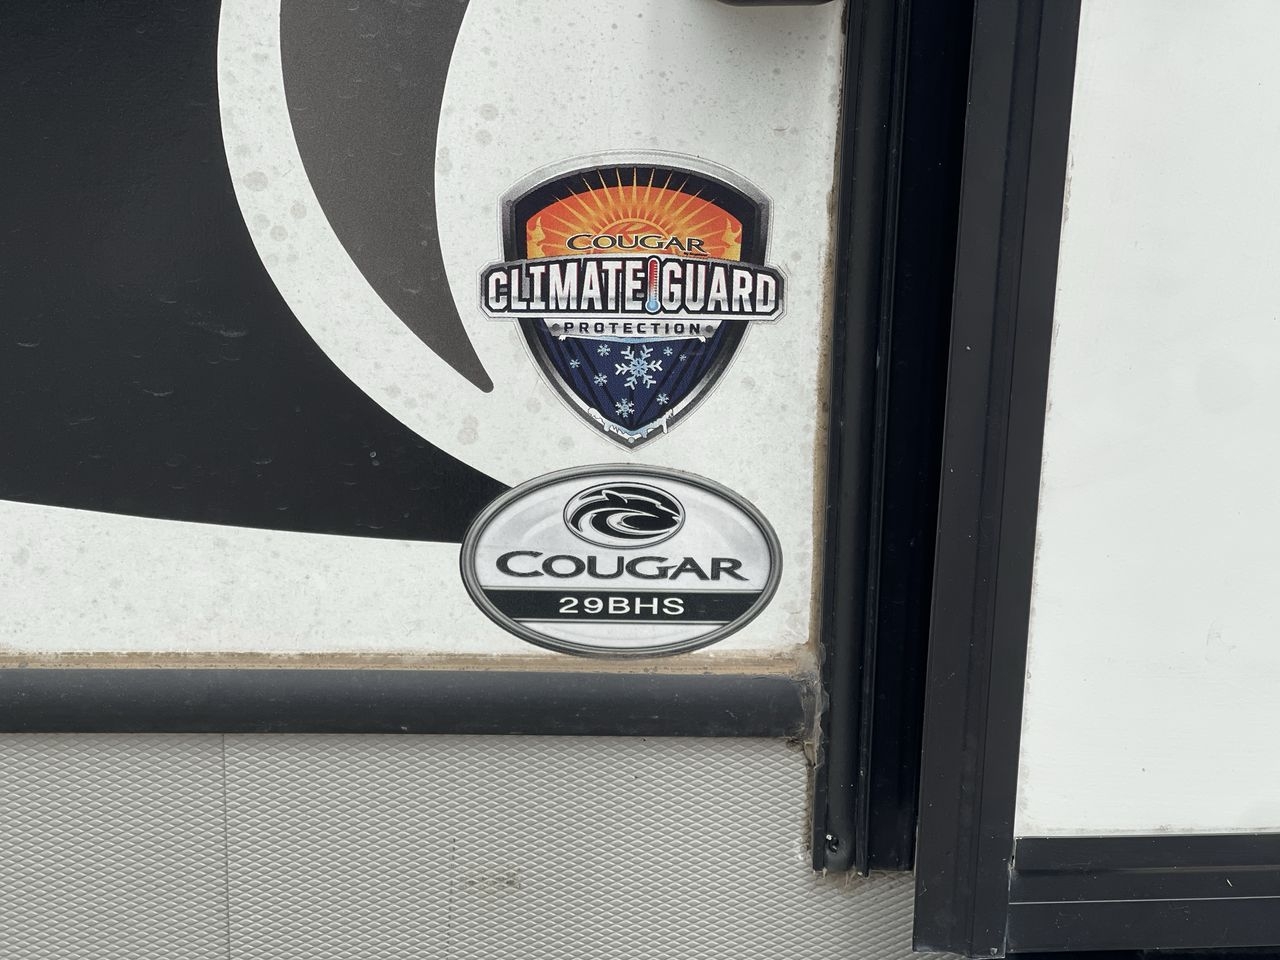 COUGAR
CLIMATE GUARD
PROTECTION
COUGAR
29BHS